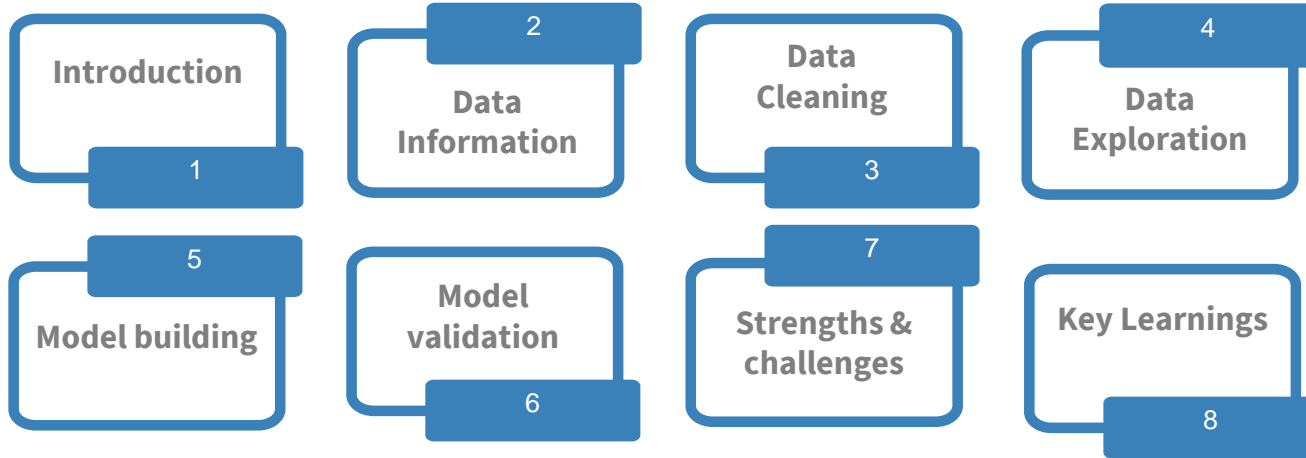 Introduction
1
2
Data
Information
Data
Cleaning
3
4
Data
Exploration
5
Model building
Model
validation
6
7
Strengths &
challenges
Key Learnings
8